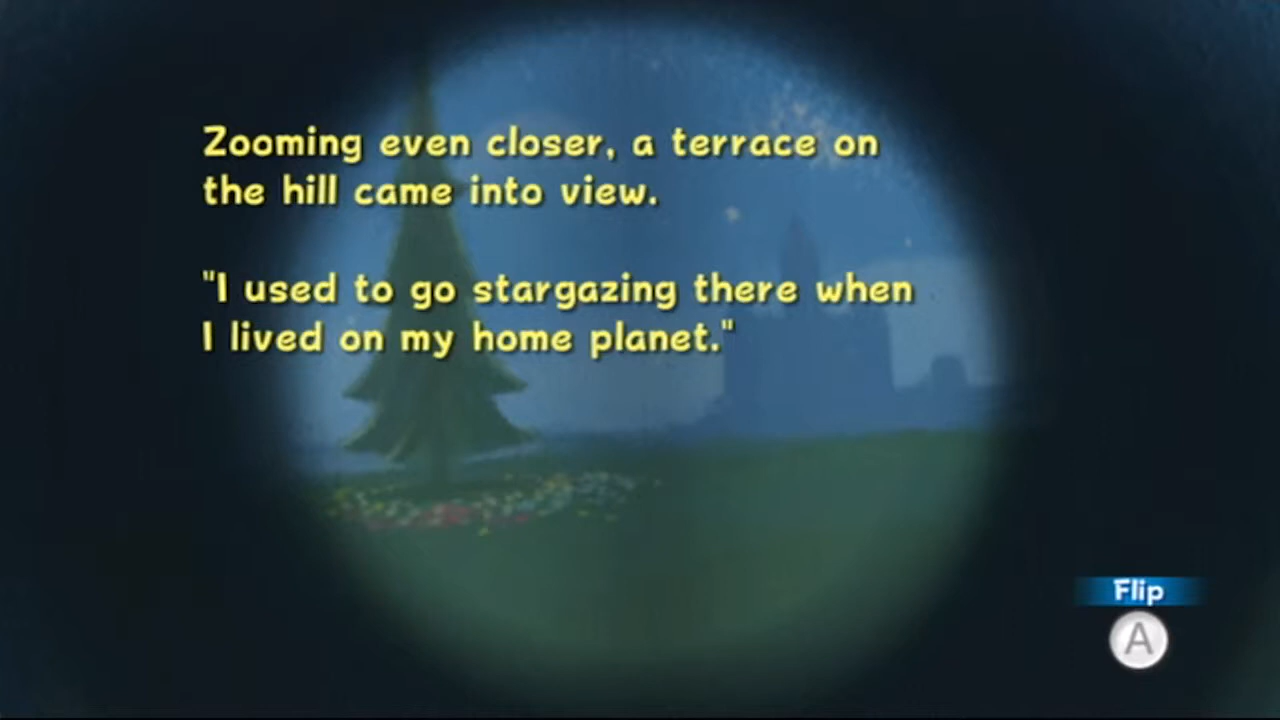 Zooming even closer, a terrace on
the hill came into view.
"I used to go stargazing there when
I lived on my home planet."
Flip
A